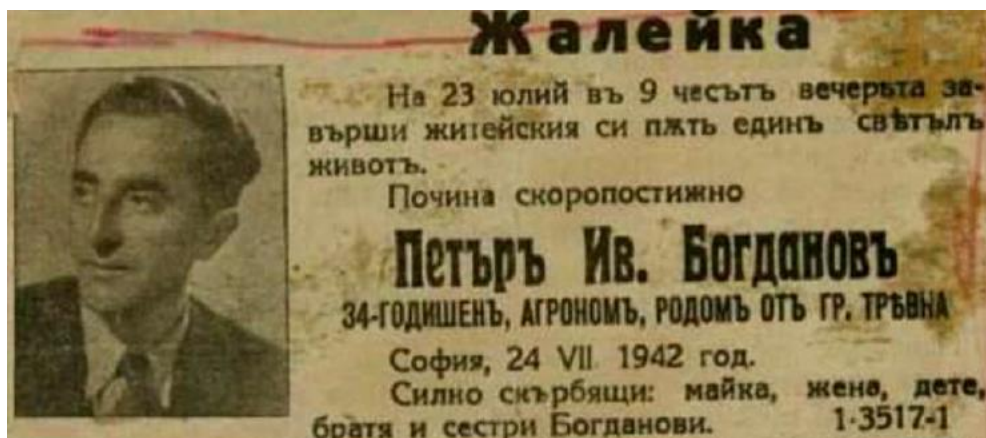 Жалейка
На 23 юлий въ 9 чесътъ вечерьта за-
върши житейския си пѫть единъ свѣтълъ
животъ.
Почина скоропостижно
Петъръ Ив. Богдановъ
34-ГОДИШЕНЪ, АГРОНОМЪ, РОДОМЪ ОТЪ ГР. ТРѢВНА
София, 24 VII 1942 год.
Силно скърбящи: майка, жена, дете,
братя и сестри Богданови. 1-3517-1